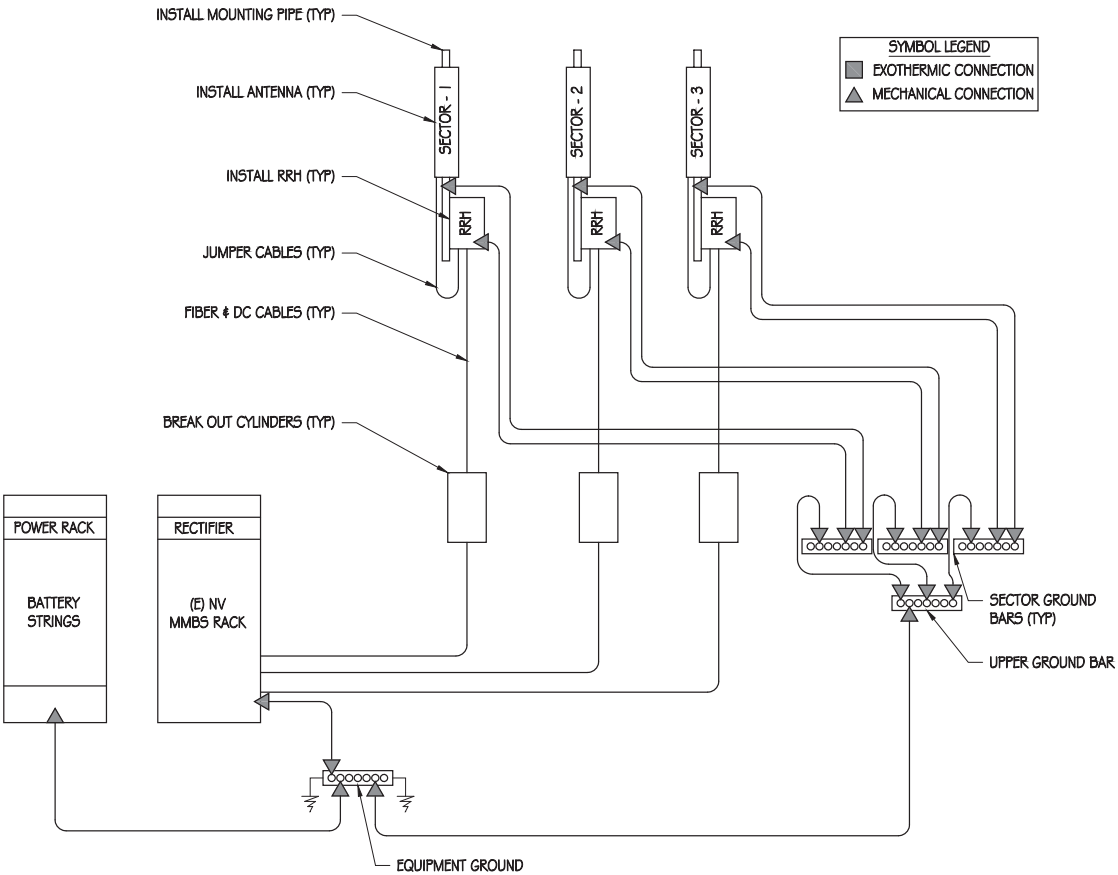 INSTALL MOUNTING PIPE (TYP)
SYMBOL LEGEND
EXOTHERMIC CONNECTION
MECHANICAL CONNECTION
INSTALL ANTENNA (TYP)
SECTOR - 1
SECTOR - 2
SECTOR - 3
INSTALL RRH (TYP)
RRH
RRH
RRH
JUMPER CABLES (TYP)
FIBER & DC CABLES (TYP)
BREAK OUT CYLINDERS (TYP)
POWER RACK
RECTIFIER
BATTERY
STRINGS
(E) NV
MMBS RACK
SECTOR GROUND
BARS (TYP)
UPPER GROUND BAR
EQUIPMENT GROUND